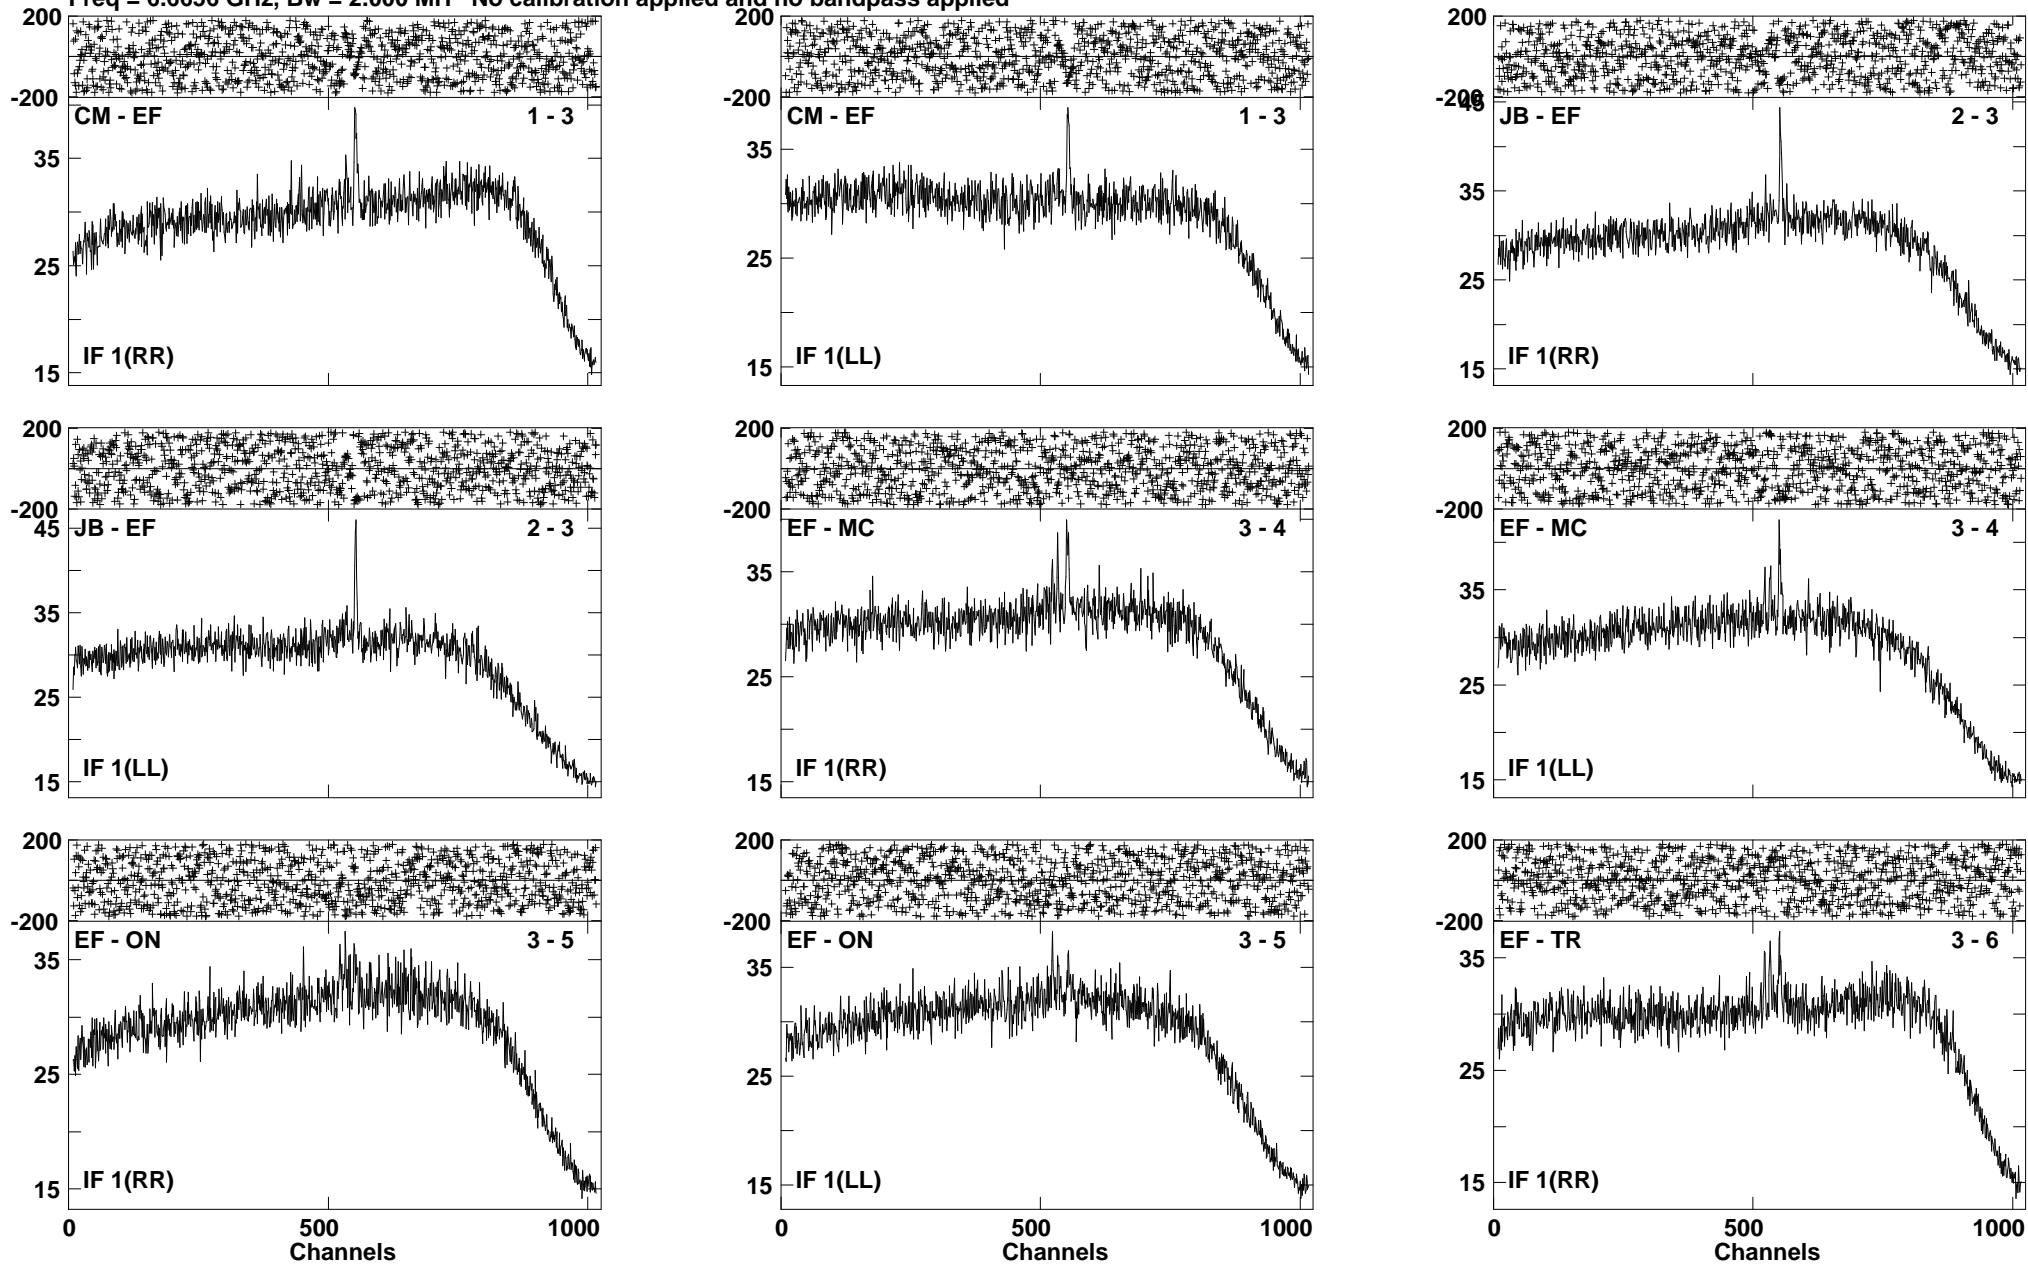 Freq = 6.6656 GHz, Bw = 2.000 MH No calibration applied and no bandpass applied
200
-200
CM - EF 1 - 3
35
25
15
IF 1(RR)
200
-200
CM - EF 1 - 3
35
25
15
IF 1(LL)
200
-200
45
JB - EF 2 - 3
35
25
15
IF 1(RR)
200
-200
45
JB - EF 2 - 3
35
25
15
IF 1(LL)
200
-200
EF - MC 3 - 4
35
25
15
IF 1(RR)
200
-200
EF - MC 3 - 4
35
25
15
IF 1(LL)
200
-200
EF - ON 3 - 5
35
25
15
IF 1(RR)
0 500 1000
Channels
200
-200
EF - ON 3 - 5
35
25
15
IF 1(LL)
0 500 1000
Channels
200
-200
EF - TR 3 - 6
35
25
15
IF 1(RR)
0 500 1000
Channels